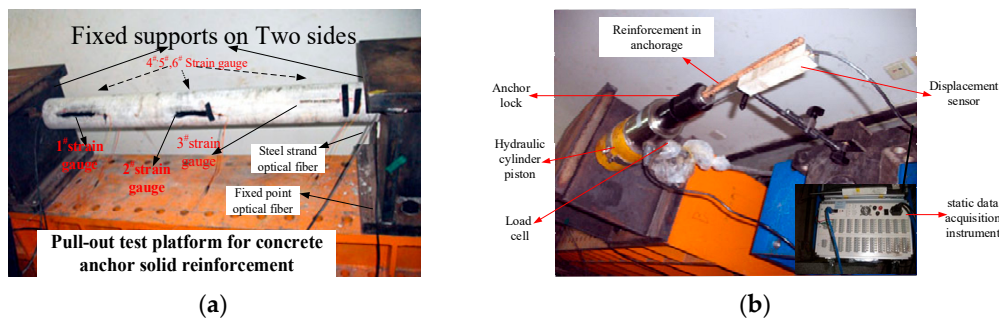 Fixed supports on Two sides
4#,5#,6# Strain gauge
1# strain
gauge
2# strain
gauge
3# strain
gauge
Steel strand
optical fiber
Fixed point
optical fiber
Pull-out test platform for concrete
anchor solid reinforcement
(a)
Reinforcement in
anchorage
Anchor
lock
Hydraulic
cylinder
piston
Load
cell
Displacement
sensor
static data
acquisition
instrument
(b)